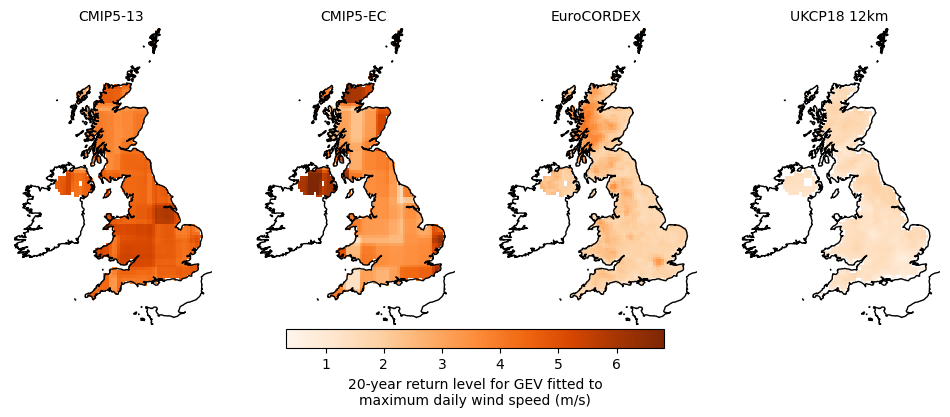 CMIP5-13
CMIP5-EC
EuroCORDEX
UKCP18 12km
1 2 3 4 5 6
20-year return level for GEV fitted to
maximum daily wind speed (m/s)